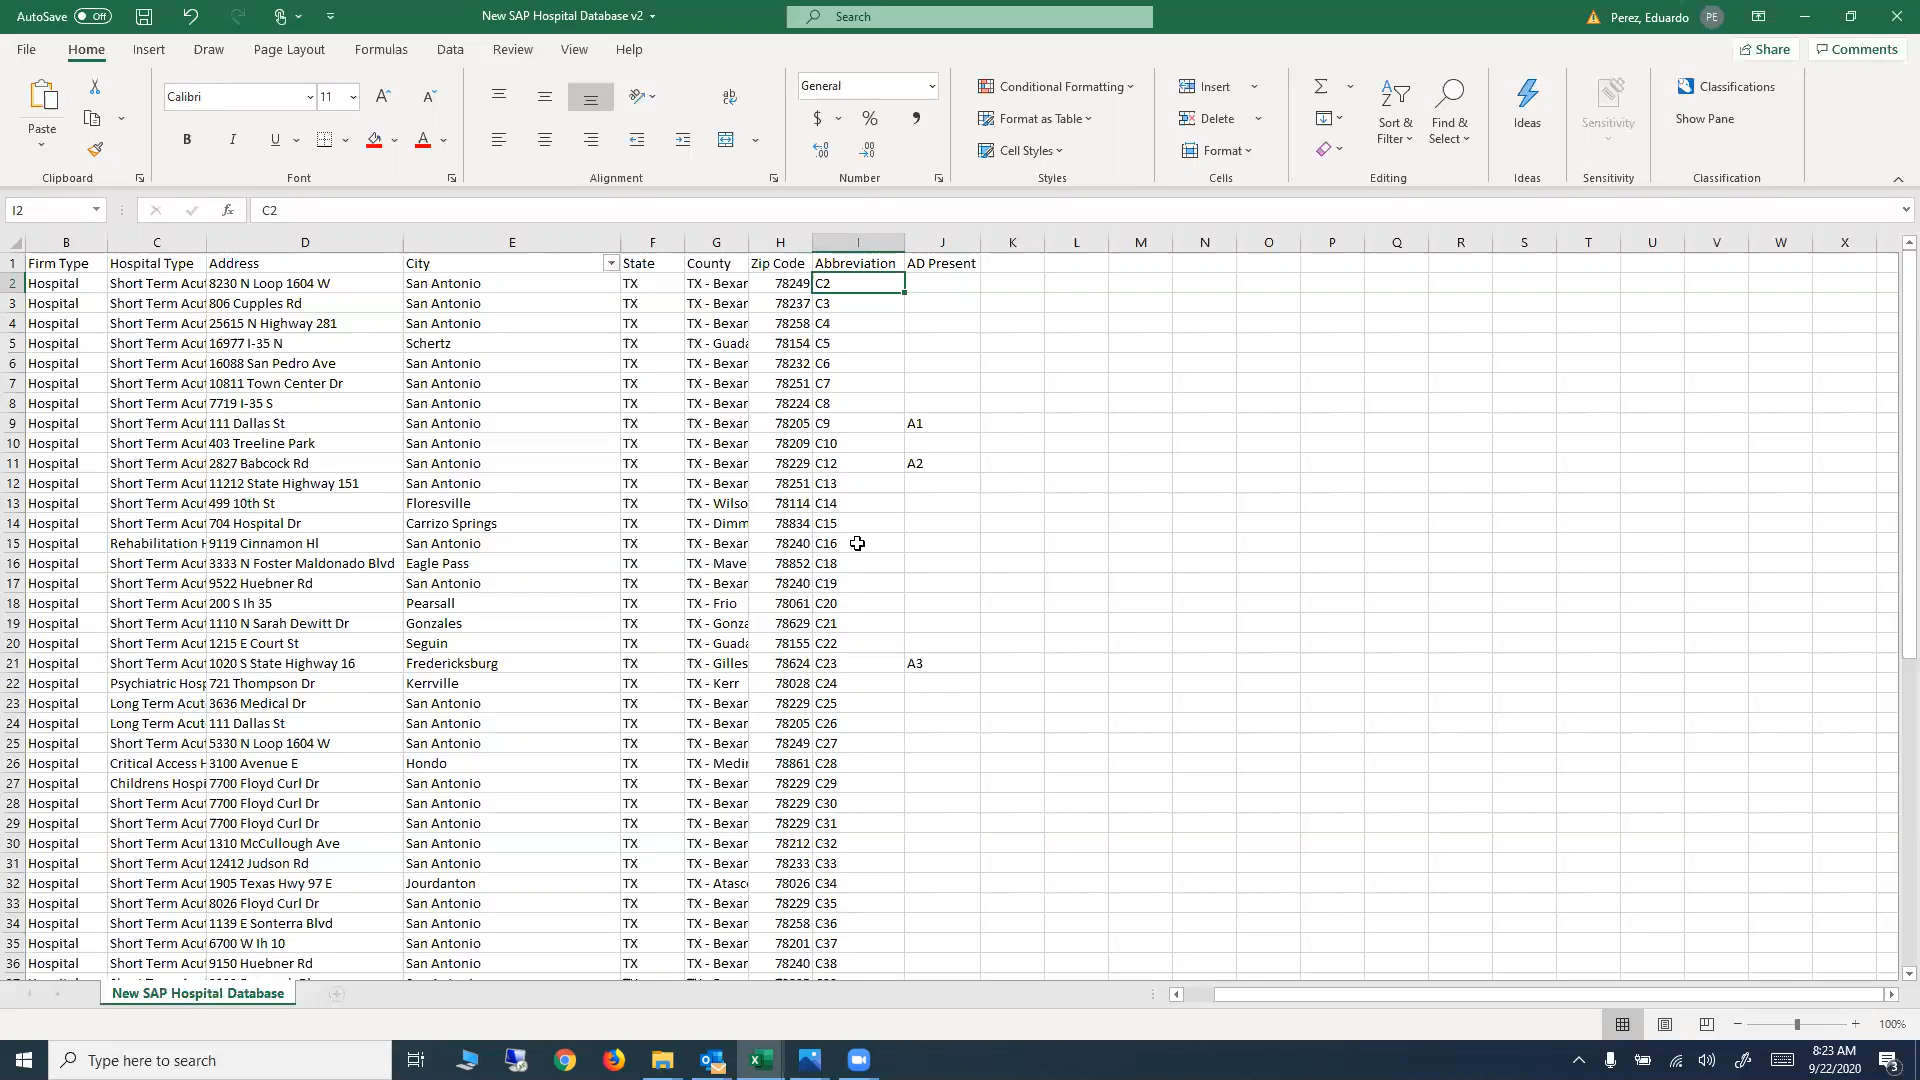 AutoSave Off New SAP Hospital Database v2 Search Perez, Eduardo PE
File Home Insert Draw Page Layout Formulas Data Review View Help Share Comments
Calibri 11 General Conditional Formatting Insert Classifications
Paste Format as Table Delete Sort & Filter Find & Select Ideas Sensitivity Show Pane
B I U $ % , Cell Styles Format
Clipboard Font Alignment Number Styles Cells Editing Ideas Sensitivity Classification
I2 fx C2
B C D E F G H I J K L M N O P Q R S T U V W X
1 Firm Type Hospital Type Address City State County Zip Code Abbreviation AD Present
2 Hospital Short Term Acu 8230 N Loop 1604 W San Antonio TX TX - Bexar 78249 C2
3 Hospital Short Term Acu 806 Cupples Rd San Antonio TX TX - Bexar 78237 C3
4 Hospital Short Term Acu 25615 N Highway 281 San Antonio TX TX - Bexar 78258 C4
5 Hospital Short Term Acu 16977 I-35 N Schertz TX TX - Guada 78154 C5
6 Hospital Short Term Acu 16088 San Pedro Ave San Antonio TX TX - Bexar 78232 C6
7 Hospital Short Term Acu 10811 Town Center Dr San Antonio TX TX - Bexar 78251 C7
8 Hospital Short Term Acu 7719 I-35 S San Antonio TX TX - Bexar 78224 C8
9 Hospital Short Term Acu 111 Dallas St San Antonio TX TX - Bexar 78205 C9 A1
10 Hospital Short Term Acu 403 Treeline Park San Antonio TX TX - Bexar 78209 C10
11 Hospital Short Term Acu 2827 Babcock Rd San Antonio TX TX - Bexar 78229 C12 A2
12 Hospital Short Term Acu 11212 State Highway 151 San Antonio TX TX - Bexar 78251 C13
13 Hospital Short Term Acu 499 10th St Floresville TX TX - Wilso 78114 C14
14 Hospital Short Term Acu 704 Hospital Dr Carrizo Springs TX TX - Dimm 78834 C15
15 Hospital Rehabilitation H 9119 Cinnamon Hl San Antonio TX TX - Bexar 78240 C16
16 Hospital Short Term Acu 3333 N Foster Maldonado Blvd Eagle Pass TX TX - Mave 78852 C18
17 Hospital Short Term Acu 9522 Huebner Rd San Antonio TX TX - Bexar 78240 C19
18 Hospital Short Term Acu 200 S Ih 35 Pearsall TX TX - Frio 78061 C20
19 Hospital Short Term Acu 1110 N Sarah Dewitt Dr Gonzales TX TX - Gonza 78629 C21
20 Hospital Short Term Acu 1215 E Court St Seguin TX TX - Guada 78155 C22
21 Hospital Short Term Acu 1020 S State Highway 16 Fredericksburg TX TX - Gilles 78624 C23 A3
22 Hospital Psychiatric Hosp 721 Thompson Dr Kerrville TX TX - Kerr 78028 C24
23 Hospital Long Term Acut 3636 Medical Dr San Antonio TX TX - Bexar 78229 C25
24 Hospital Long Term Acut 111 Dallas St San Antonio TX TX - Bexar 78205 C26
25 Hospital Short Term Acu 5330 N Loop 1604 W San Antonio TX TX - Bexar 78249 C27
26 Hospital Critical Access H 3100 Avenue E Hondo TX TX - Medin 78861 C28
27 Hospital Childrens Hospi 7700 Floyd Curl Dr San Antonio TX TX - Bexar 78229 C29
28 Hospital Short Term Acu 7700 Floyd Curl Dr San Antonio TX TX - Bexar 78229 C30
29 Hospital Short Term Acu 7700 Floyd Curl Dr San Antonio TX TX - Bexar 78229 C31
30 Hospital Short Term Acu 1310 McCullough Ave San Antonio TX TX - Bexar 78212 C32
31 Hospital Short Term Acu 12412 Judson Rd San Antonio TX TX - Bexar 78233 C33
32 Hospital Short Term Acu 1905 Texas Hwy 97 E Jourdanton TX TX - Atasc 78026 C34
33 Hospital Short Term Acu 8026 Floyd Curl Dr San Antonio TX TX - Bexar 78229 C35
34 Hospital Short Term Acu 1139 E Sonterra Blvd San Antonio TX TX - Bexar 78258 C36
35 Hospital Short Term Acu 6700 W Ih 10 San Antonio TX TX - Bexar 78201 C37
36 Hospital Short Term Acu 9150 Huebner Rd San Antonio TX TX - Bexar 78240 C38
New SAP Hospital Database
100%
Type here to search 8:23 AM
9/22/2020 3